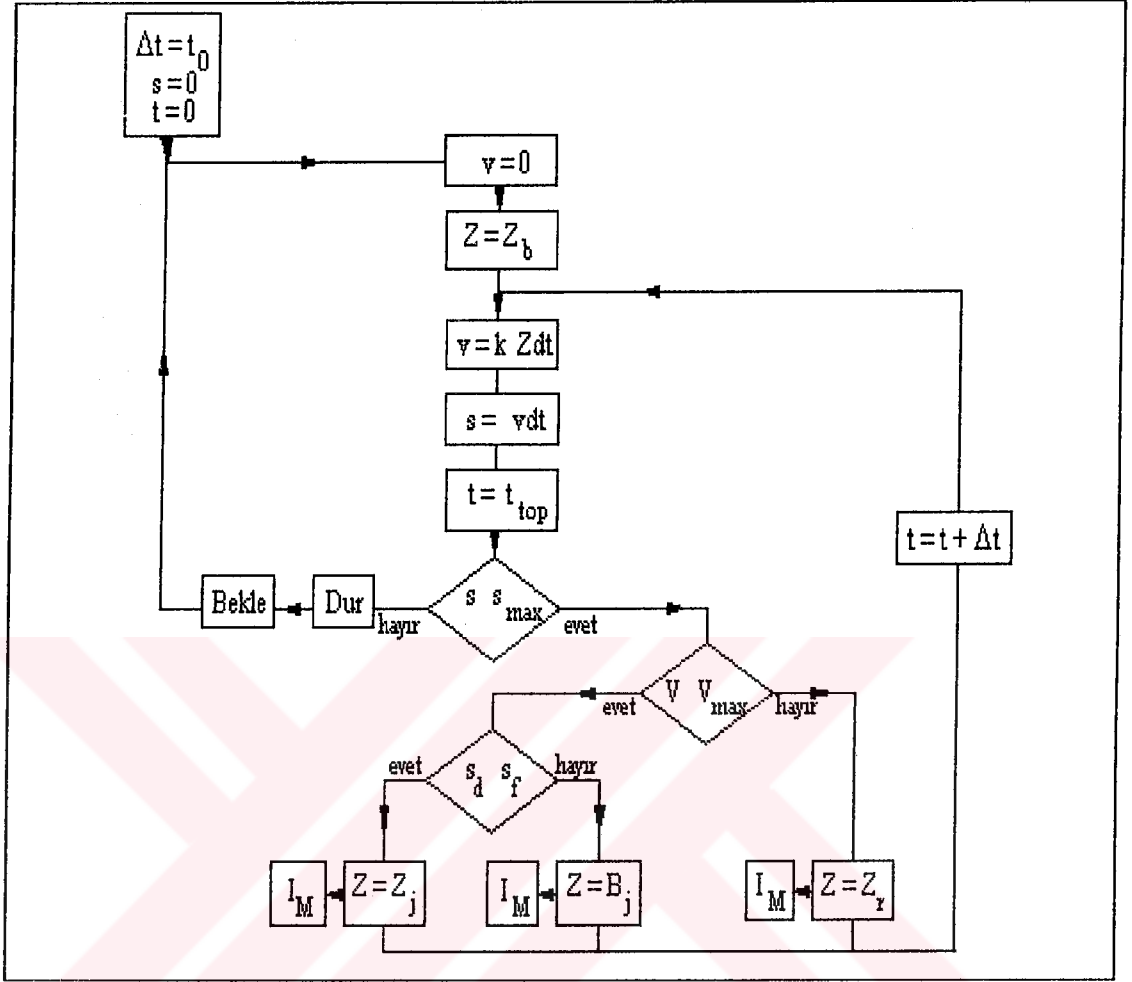 Δt=t0
s=0
t=0
v=0
Z=Zb
v=k Zdt
s= vdt
t= ttop
t=t+Δt
Bekle
Dur
hayır
s smax
evet
evet
V Vmax
hayır
evet
sd sf
hayır
IM
Z=Zj
IM
Z=Bj
IM
Z=Zr